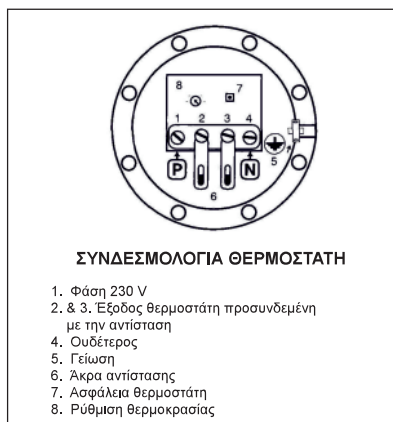 8 7
1 2 3 4
P N
5
6
ΣΥΝΔΕΣΜΟΛΟΓΙΑ ΘΕΡΜΟΣΤΑΤΗ
1. Φάση 230 V
2. & 3. Έξοδος θερμοστάτη προσυνδεμένη
με την αντίσταση
4. Ουδέτερος
5. Γείωση
6. Άκρα αντίστασης
7. Ασφάλεια θερμοστάτη
8. Ρύθμιση θερμοκρασίας